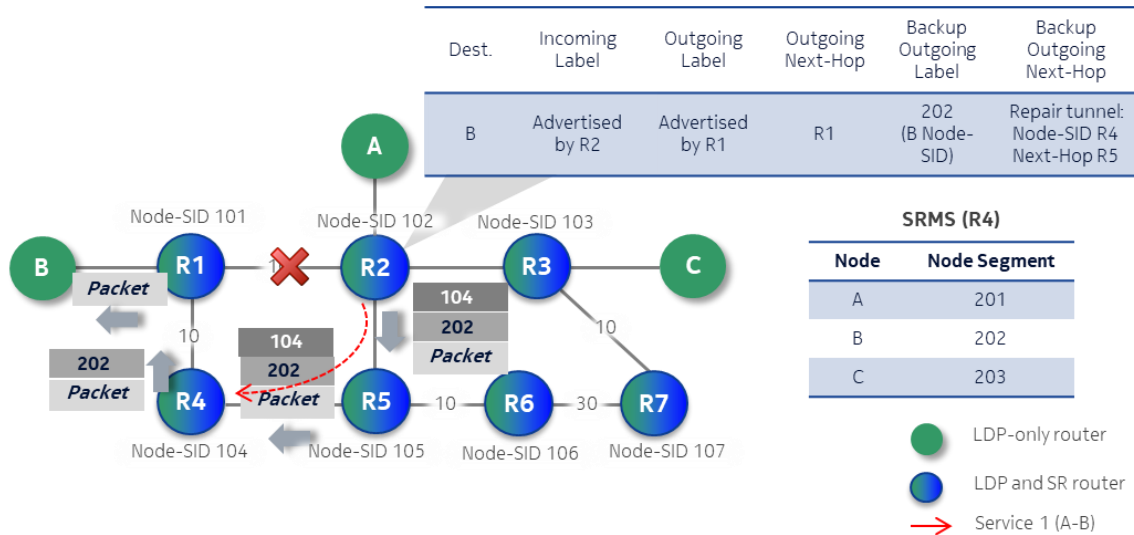 Dest.
Incoming
Label
Outgoing
Label
Outgoing
Next-Hop
Backup
Outgoing
Label
Backup
Outgoing
Next-Hop
B
Advertised
by R2
Advertised
by R1
R1
202
(B Node-
SID)
Repair tunnel:
Node-SID R4
Next-Hop R5
A
Node-SID 101
Node-SID 102
Node-SID 103
B
R1
R2
R3
C
Packet
104
202
Packet
10
10
202
Packet
104
202
Packet
R4
R5
10
R6
30
R7
Node-SID 104
Node-SID 105
Node-SID 106
Node-SID 107
SRMS (R4)
Node
Node Segment
A
201
B
202
C
203
LDP-only router
LDP and SR router
Service 1 (A-B)